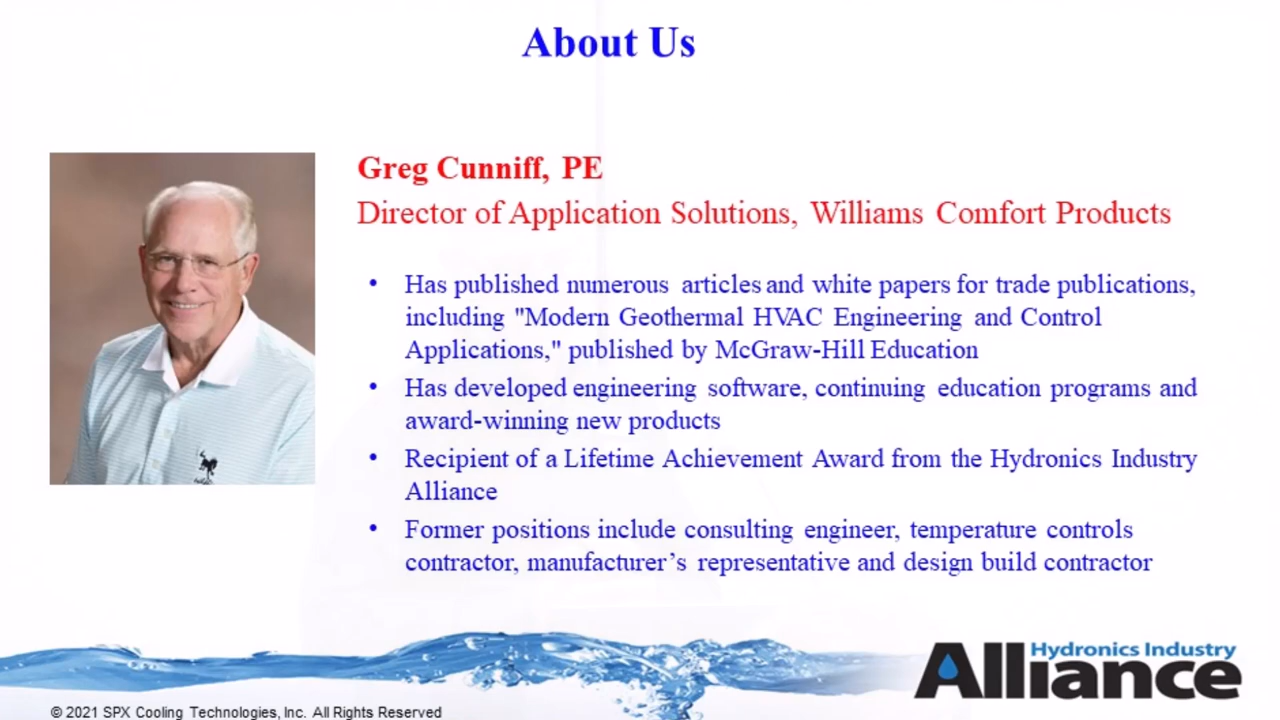 About Us
Greg Cunniff, PE
Director of Application Solutions, Williams Comfort Products
• Has published numerous articles and white papers for trade publications,
including "Modern Geothermal HVAC Engineering and Control
Applications," published by McGraw-Hill Education
• Has developed engineering software, continuing education programs and
award-winning new products
• Recipient of a Lifetime Achievement Award from the Hydronics Industry
Alliance
• Former positions include consulting engineer, temperature controls
contractor, manufacturer’s representative and design build contractor
Hydronics Industry
Alliance
© 2021 SPX Cooling Technologies, Inc. All Rights Reserved